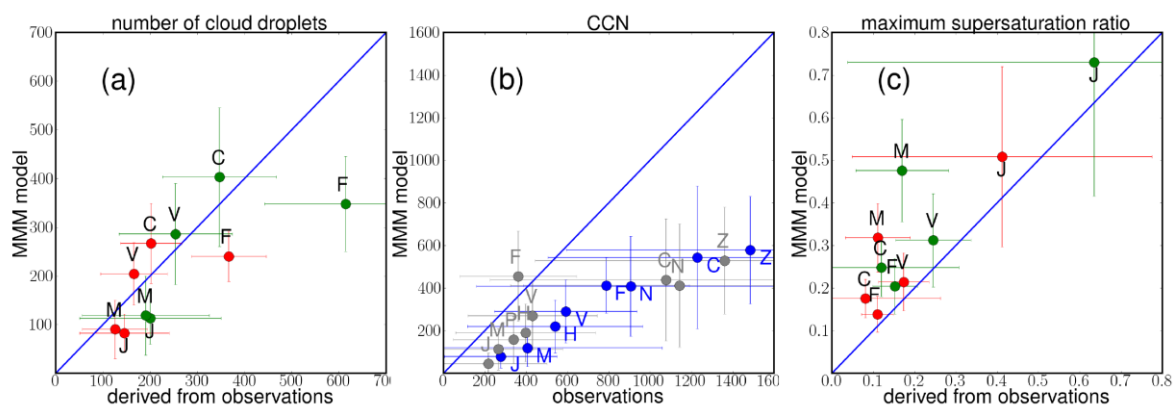 number of cloud droplets
(a)
MMM model
700
600
500
400
300
200
100
C
F
V
C
F
V
M
M
J
J
0 100 200 300 400 500 600 70
derived from observations
CCN
(b)
MMM model
1600
1400
1200
1000
800
600
400
200
F
Z
C
N
C
Z
V
F
N
H
V
P
H
M
J
M
J
0 200 400 600 800 1000 1200 1400 160
observations
maximum supersaturation ratio
(c)
MMM model
0.8
0.7
0.6
0.5
0.4
0.3
0.2
0.1
J
M
J
M
V
C
F
V
C
F
0.0 0.1 0.2 0.3 0.4 0.5 0.6 0.7 0.8
derived from observations